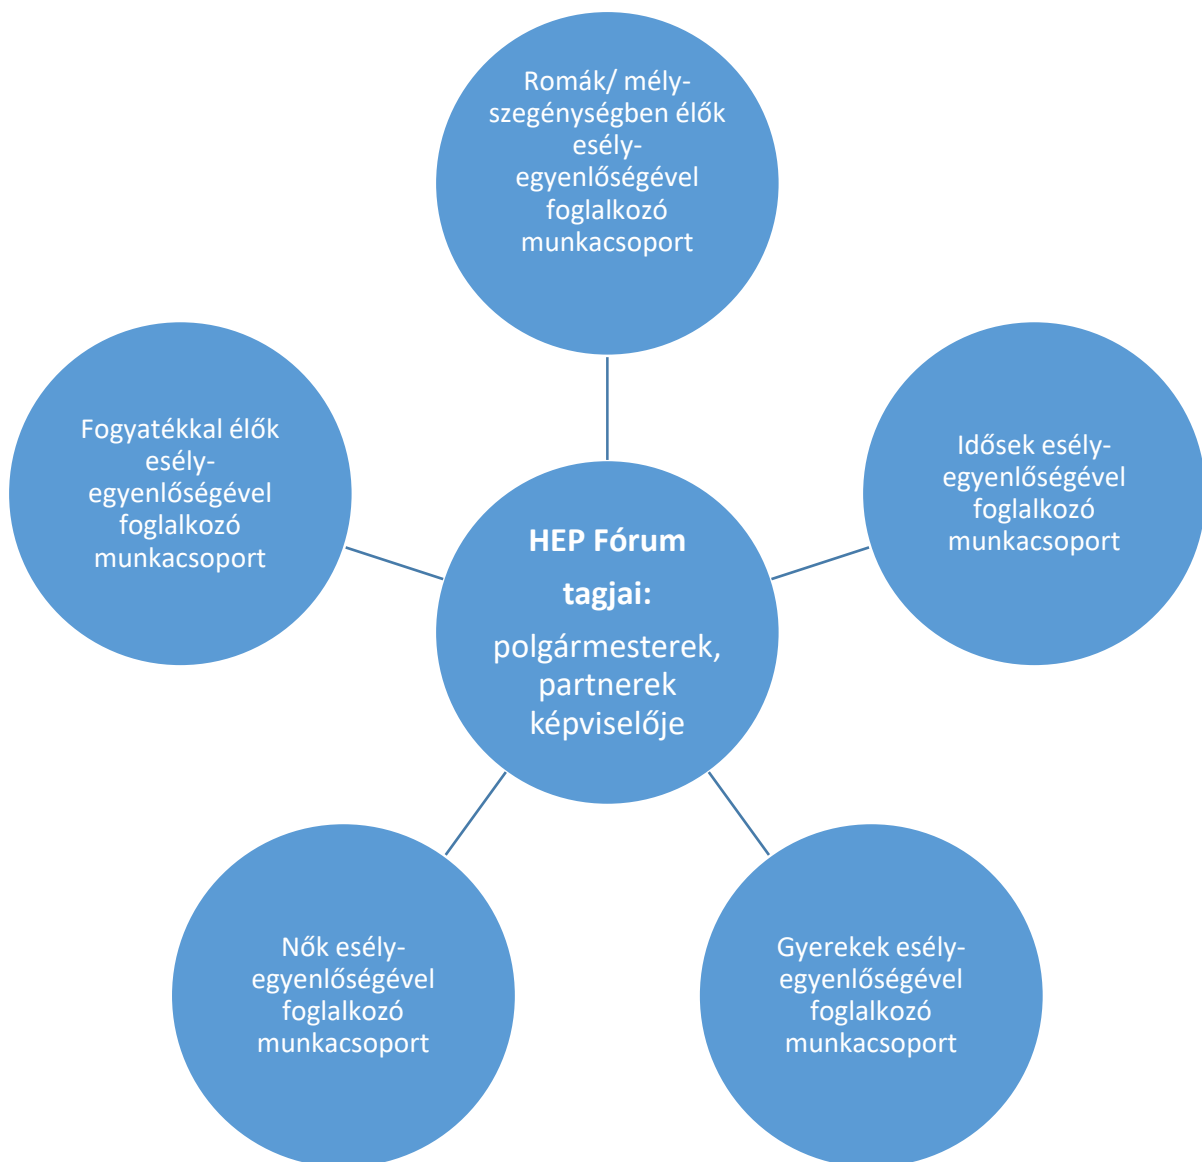 Romák/ mély-
szegénységben élők
esély-
egyenlőségével
foglalkozó
munkacsoport
Fogyatékkal élők
esély-
egyenlőségével
foglalkozó
munkacsoport
Idősek esély-
egyenlőségével
foglalkozó
munkacsoport
HEP Fórum
tagjai:
polgármesterek,
partnerek
képviselője
Nők esély-
egyenlőségével
foglalkozó
munkacsoport
Gyerekek esély-
egyenlőségével
foglalkozó
munkacsoport